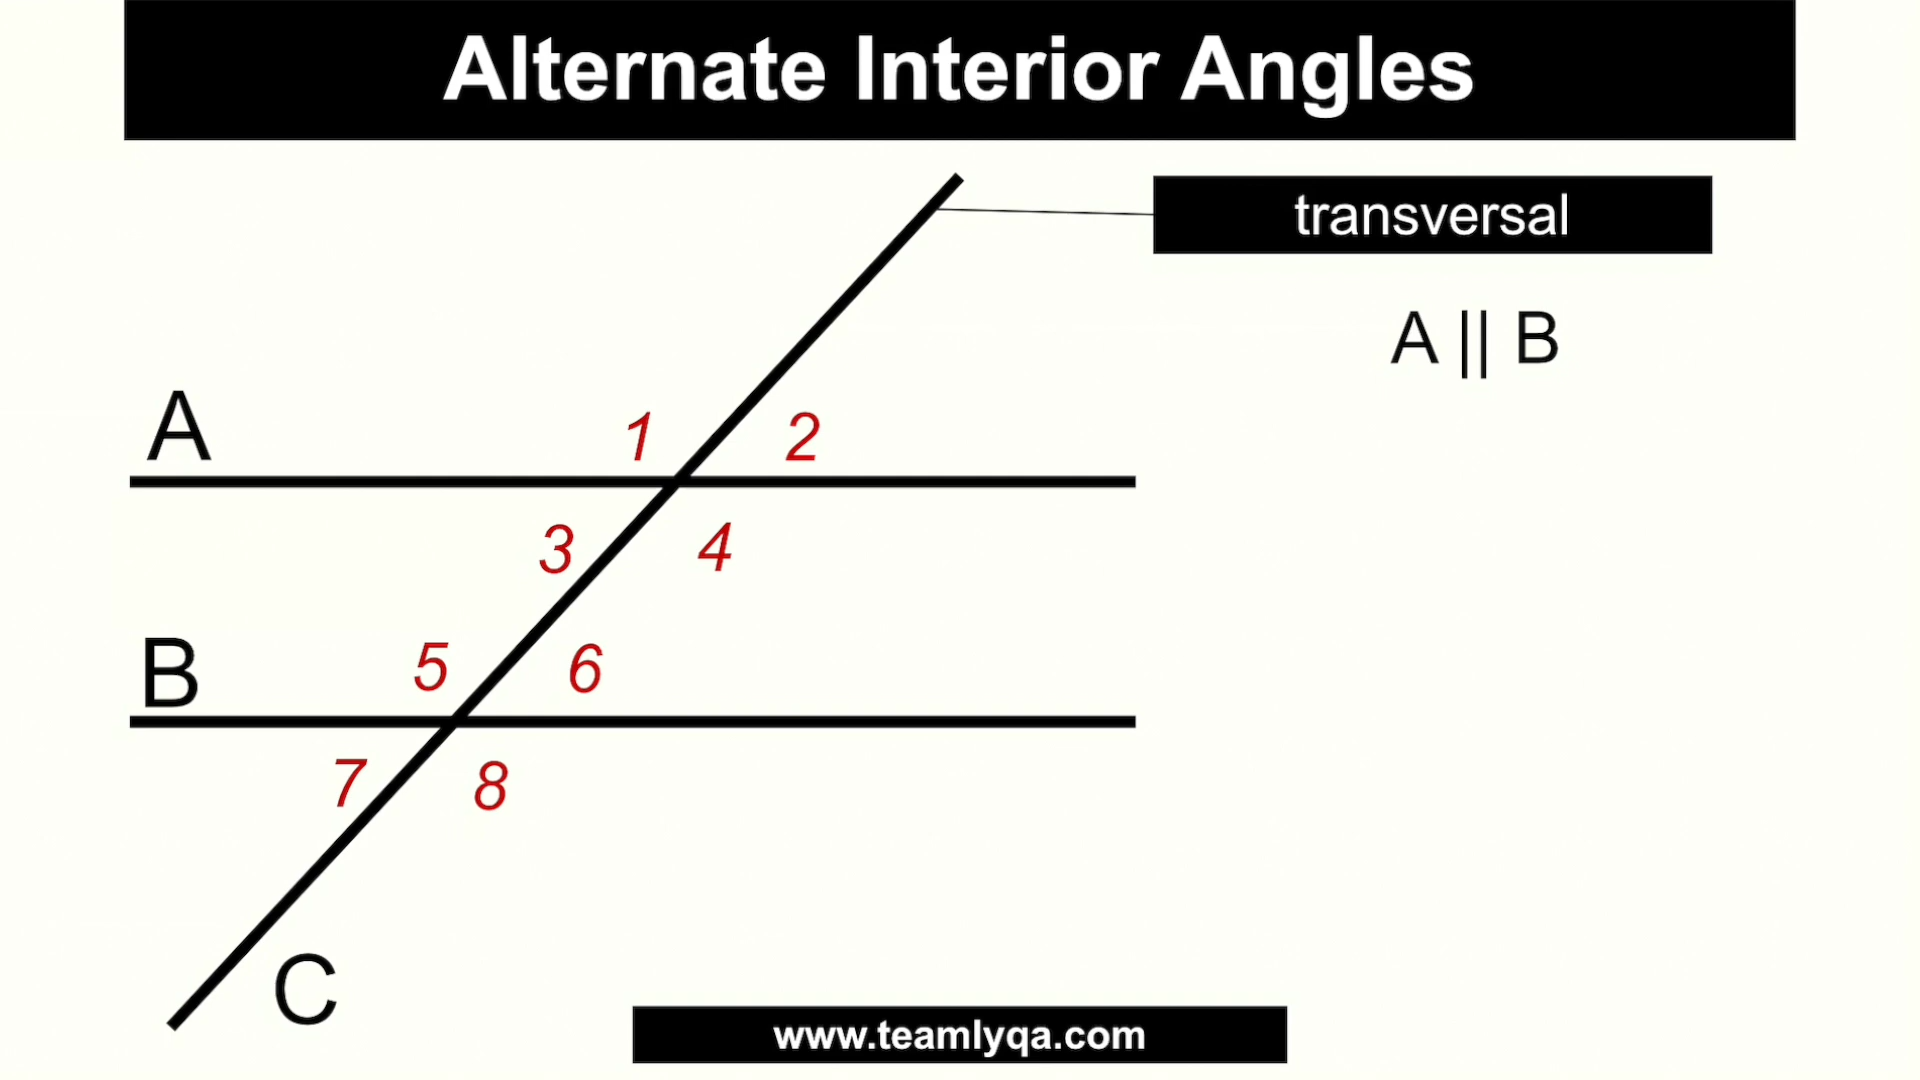 Alternate Interior Angles
transversal
A || B
A
1 2
3 4
B
5 6
7 8
C
www.teamlyqa.com